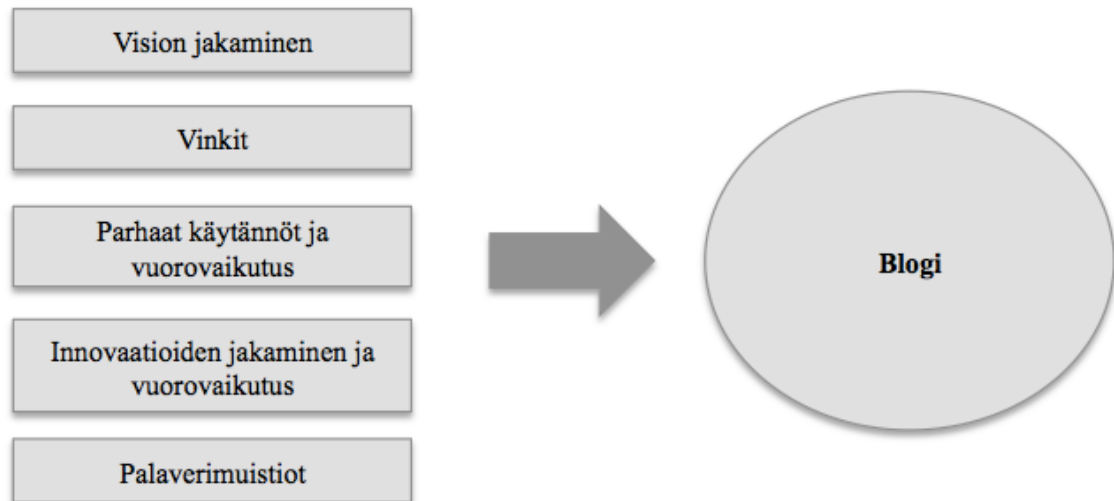 Vision jakaminen
Vinkit
Parhaat käytännöt ja
vuorovaikutus
Innovaatioiden jakaminen ja
vuorovaikutus
Palaverimuistiot
Blogi